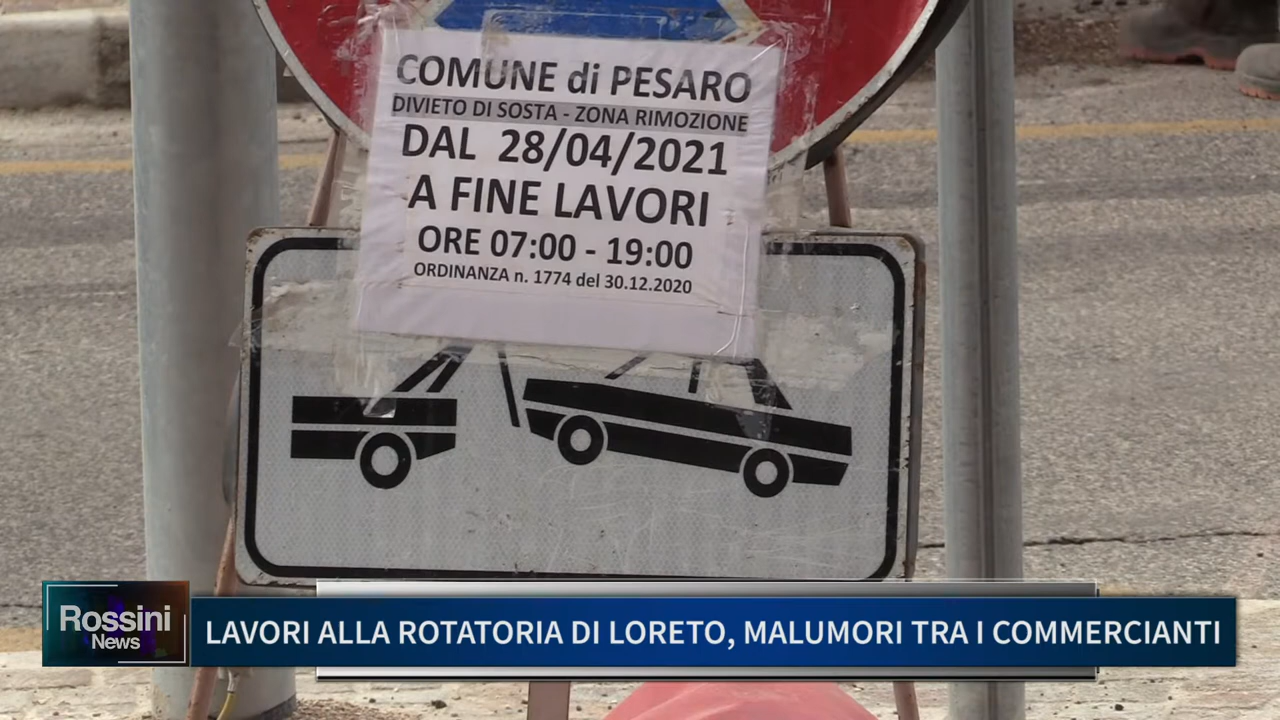 COMUNE di PESARO
DIVIETO DI SOSTA - ZONA RIMOZIONE
DAL 28/04/2021
A FINE LAVORI
ORE 07:00 - 19:00
ORDINANZA n. 1774 del 30.12.2020
Rossini
News
LAVORI ALLA ROTATORIA DI LORETO, MALUMORI TRA I COMMERCIANTI